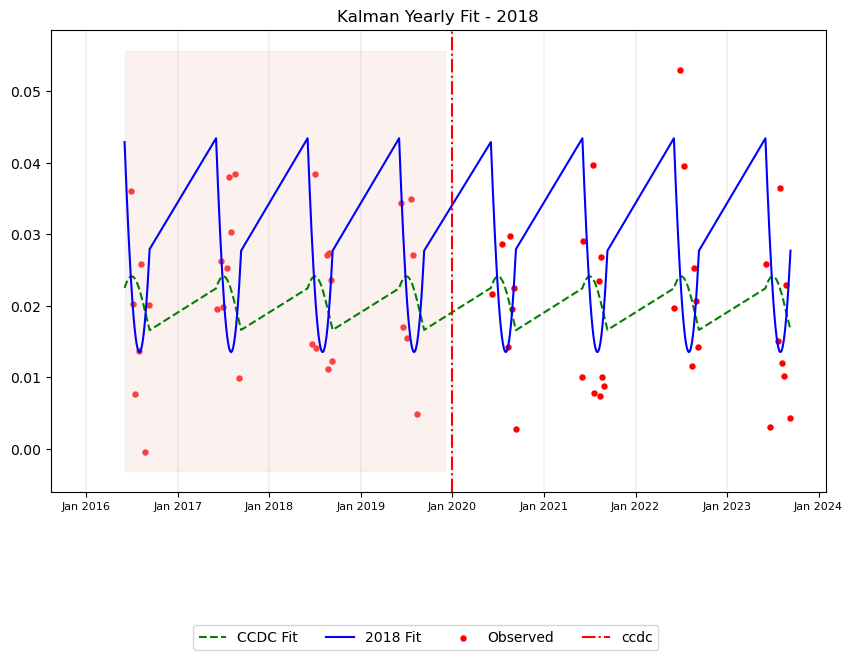 Kalman Yearly Fit - 2018
0.05
0.04
0.03
0.02
0.01
0.00
Jan 2016 Jan 2017 Jan 2018 Jan 2019 Jan 2020 Jan 2021 Jan 2022 Jan 2023 Jan 2024
CCDC Fit 2018 Fit Observed ccdc